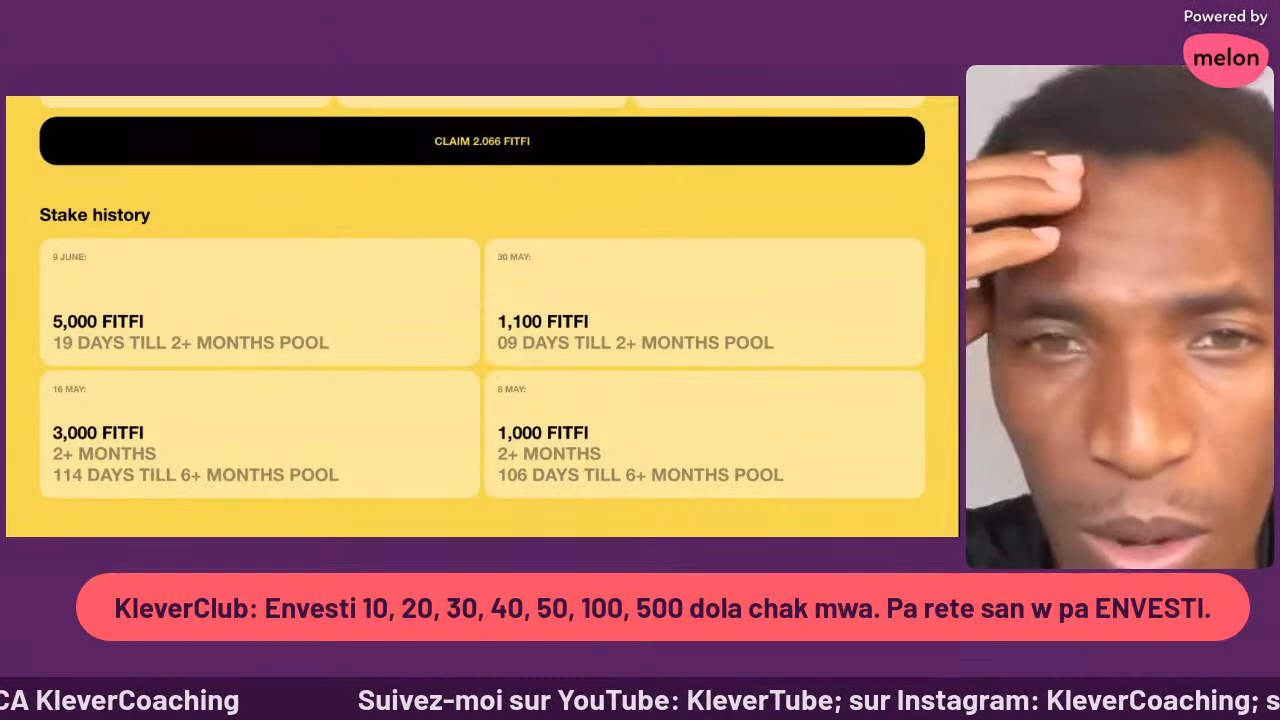 Powered by
melon
CLAIM 2.066 FITFI
Stake history
9 JUNE:
5,000 FITFI
19 DAYS TILL 2+ MONTHS POOL
30 MAY:
1,100 FITFI
09 DAYS TILL 2+ MONTHS POOL
16 MAY:
3,000 FITFI
2+ MONTHS
114 DAYS TILL 6+ MONTHS POOL
8 MAY:
1,000 FITFI
2+ MONTHS
106 DAYS TILL 6+ MONTHS POOL
KleverClub: Envesti 10, 20, 30, 40, 50, 100, 500 dola chak mwa. Pa rete san w pa ENVESTI.
CA KleverCoaching Suivez-moi sur YouTube: KleverTube; sur Instagram: KleverCoaching; s